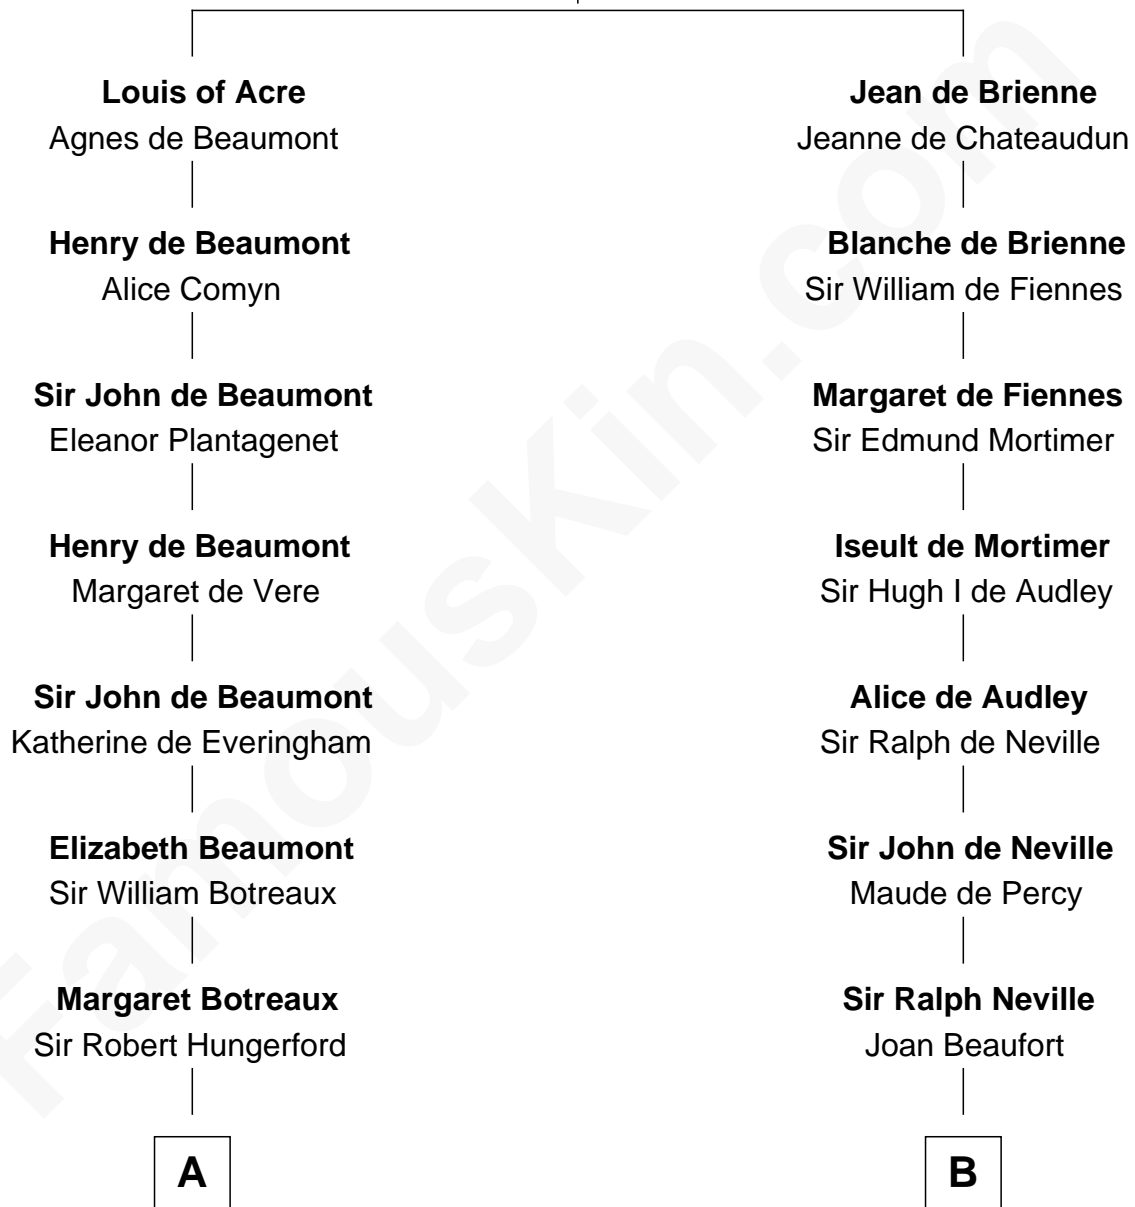 Louis of Acre
Agnes de Beaumont
Henry de Beaumont
Alice Comyn
Sir John de Beaumont
Eleanor Plantagenet
Henry de Beaumont
Margaret de Vere
Sir John de Beaumont
Katherine de Everingham
Elizabeth Beaumont
Sir William Botreaux
Margaret Botreaux
Sir Robert Hungerford
A
Jean de Brienne
Jeanne de Chateaudun
Blanche de Brienne
Sir William de Fiennes
Margaret de Fiennes
Sir Edmund Mortimer
Iseult de Mortimer
Sir Hugh I de Audley
Alice de Audley
Sir Ralph de Neville
Sir John de Neville
Maude de Percy
Sir Ralph Neville
Joan Beaufort
B
FamousKin.com